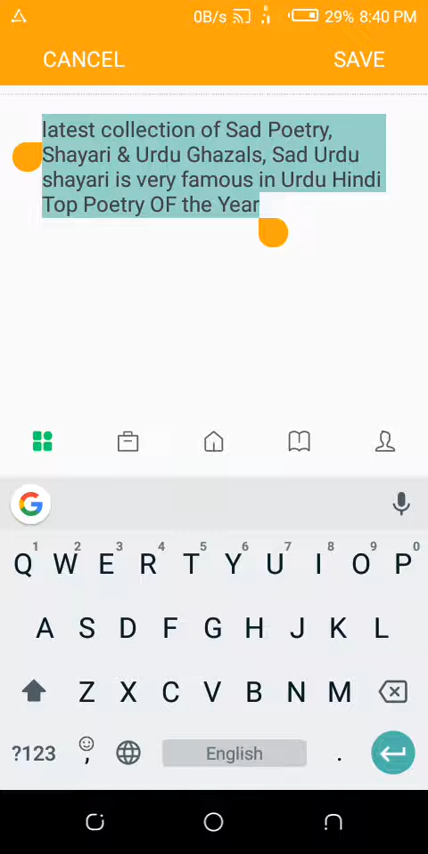 0B/s 29% 8:40 PM
CANCEL SAVE
latest collection of Sad Poetry,
Shayari & Urdu Ghazals, Sad Urdu
shayari is very famous in Urdu Hindi
Top Poetry OF the Year
G
1 2 3 4 5 6 7 8 9 0
Q W E R T Y U I O P
A S D F G H J K L
Z X C V B N M
?123 , English .